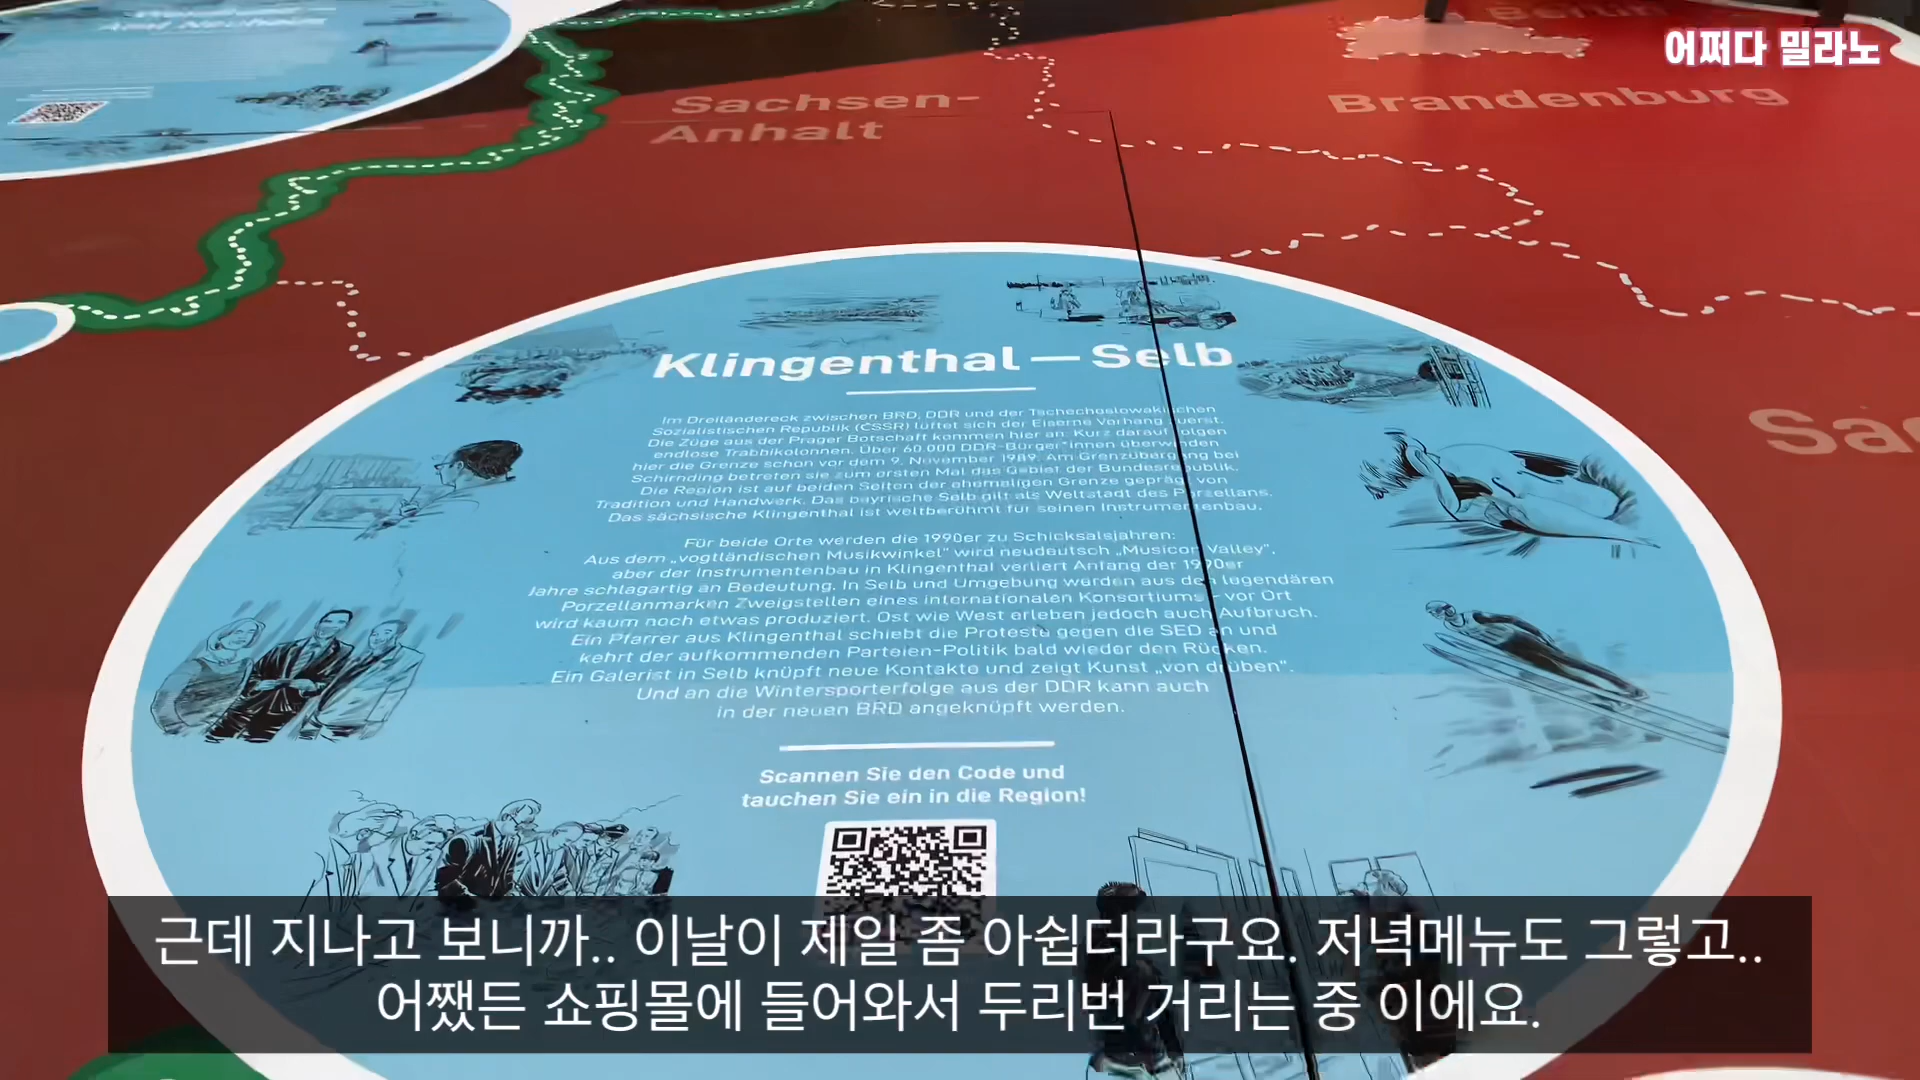 어쩌다 밀라노
Berlin
Brandenburg
Sachsen-
Anhalt
Klingenthal — Selb
Im Dreiländereck zwischen BRD, DDR und der Tschechoslowakischen
Sozialistischen Republik (ČSSR) lüftet sich der Eiserne Vorhang zuerst.
Die Züge aus der Prager Botschaft kommen hier an. Kurz darauf folgen
endlose Trabbikolonnen. Über 60.000 DDR-Bürger*innen überwinden
hier die Grenze schon vor dem 9. November 1989. Am Grenzübergang bei
Schirnding betreten sie zum ersten Mal das Gebiet der Bundesrepublik.
Die Region ist auf beiden Seiten der ehemaligen Grenze geprägt von
Tradition und Handwerk. Das bayrische Selb gilt als Weltstadt des Porzellans.
Das sächsische Klingenthal ist weltberühmt für seinen Instrumentenbau.
Für beide Orte werden die 1990er zu Schicksalsjahren:
Aus dem „vogtländischen Musikwinkel“ wird neudeutsch „Musicon Valley“,
aber der Instrumentenbau in Klingenthal verliert Anfang der 1990er
Jahre schlagartig an Bedeutung. In Selb und Umgebung werden aus den legendären
Porzellanmarken Zweigstellen eines internationalen Konsortiums – vor Ort
wird kaum noch etwas produziert. Ost wie West erleben jedoch auch Aufbruch.
Ein Pfarrer aus Klingenthal schiebt die Proteste gegen die SED an und
kehrt der aufkommenden Parteien-Politik bald wieder den Rücken.
Ein Galerist in Selb knüpft neue Kontakte und zeigt Kunst „von drüben“.
Und an die Wintersporterfolge aus der DDR kann auch
in der neuen BRD angeknüpft werden.
Scannen Sie den Code und
tauchen Sie ein in die Region!
근데 지나고 보니까.. 이날이 제일 좀 아쉽더라구요. 저녁메뉴도 그렇고..
어쨌든 쇼핑몰에 들어와서 두리번 거리는 중 이에요.